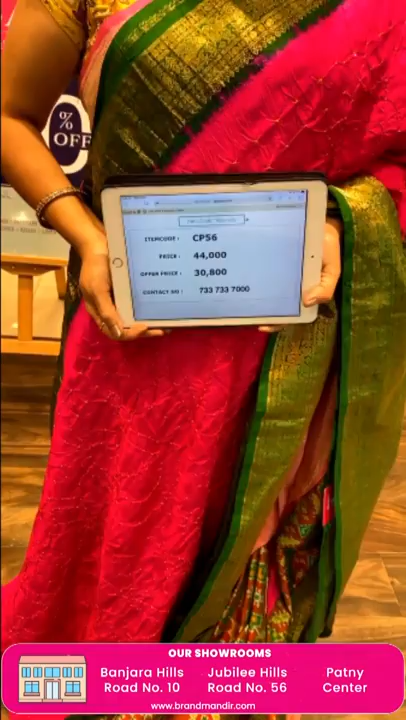 %
OFF
ITEMCODE : CP56
PRICE : 44,000
OFFER PRICE : 30,800
CONTACT NO : 733 733 7000
OUR SHOWROOMS
Banjara Hills Jubilee Hills Patny
Road No. 10 Road No. 56 Center
www.brandmandir.com